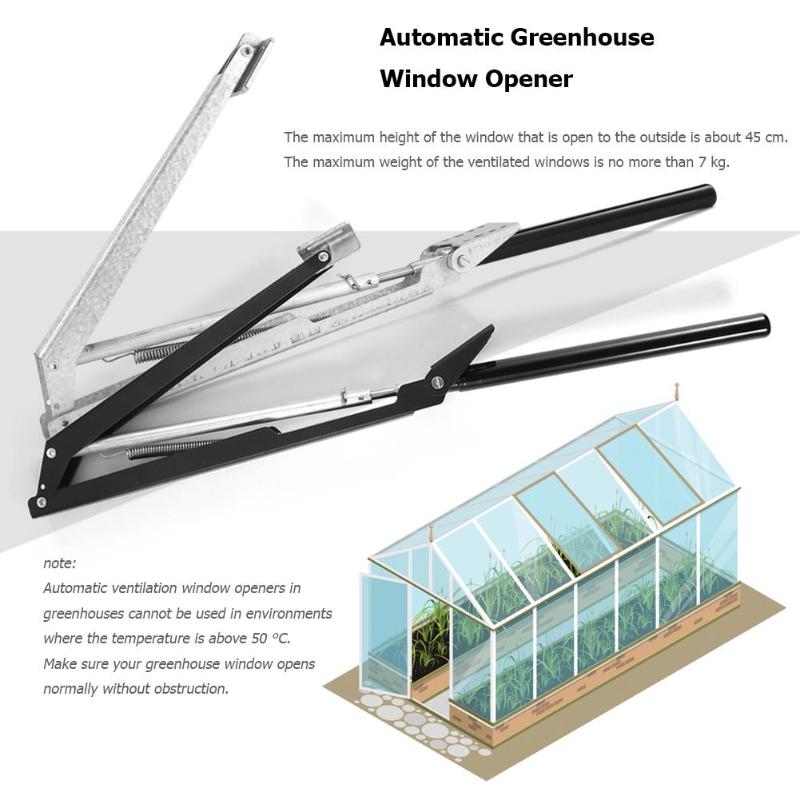 Automatic Greenhouse
Window Opener
The maximum height of the window that is open to the outside is about 45 cm.
The maximum weight of the ventilated windows is no more than 7 kg.
note:
Automatic ventilation window openers in
greenhouses cannot be used in environments
where the temperature is above 50 °C.
Make sure your greenhouse window opens
normally without obstruction.